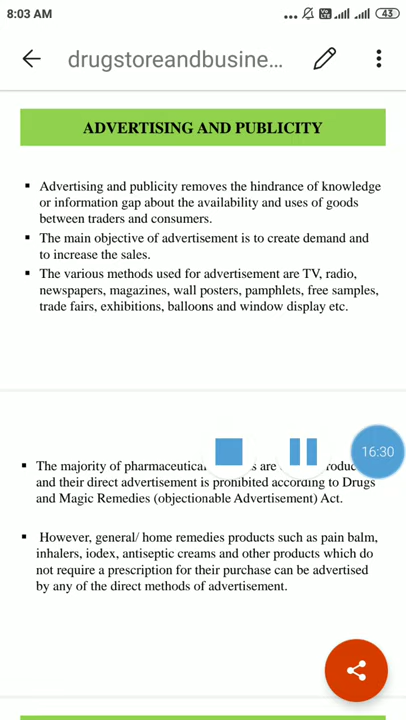 8:03 AM
43
drugstoreandbusine...
ADVERTISING AND PUBLICITY
▪ Advertising and publicity removes the hindrance of knowledge
or information gap about the availability and uses of goods
between traders and consumers.
▪ The main objective of advertisement is to create demand and
to increase the sales.
▪ The various methods used for advertisement are TV, radio,
newspapers, magazines, wall posters, pamphlets, free samples,
trade fairs, exhibitions, balloons and window display etc.
16:30
▪ The majority of are
and their direct advertisement is prohibited according to Drugs
and Magic Remedies (objectionable Advertisement) Act.
▪ However, general/ home remedies products such as pain balm,
inhalers, iodex, antiseptic creams and other products which do
not require a prescription for their purchase can be advertised
by any of the direct methods of advertisement.